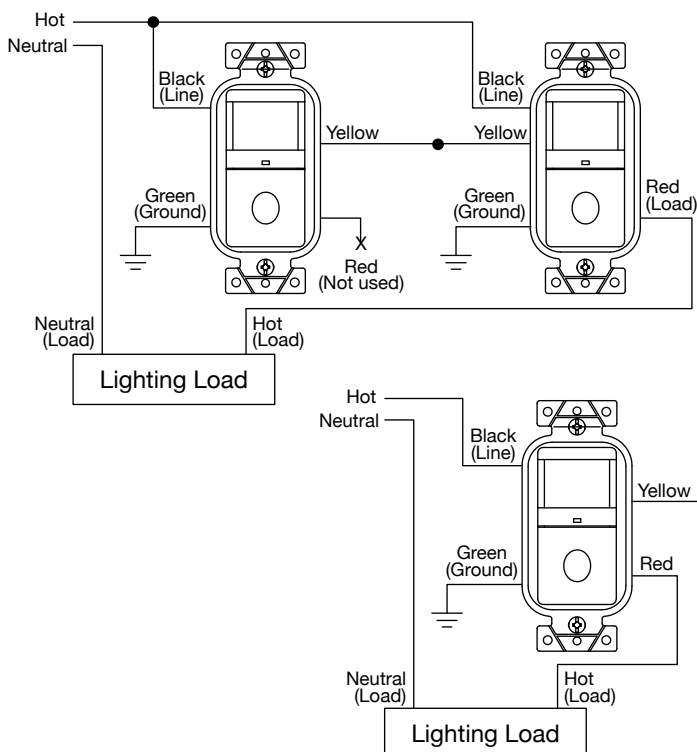 Hot
Neutral
Black
(Line)
Black
(Line)
Yellow
Yellow
Green
(Ground)
Green
(Ground)
Red
(Load)
X
Red
(Not used)
Neutral
(Load)
Hot
(Load)
Lighting Load
Hot
Neutral
Black
(Line)
Yellow
Green
(Ground)
Red
Neutral
(Load)
Hot
(Load)
Lighting Load